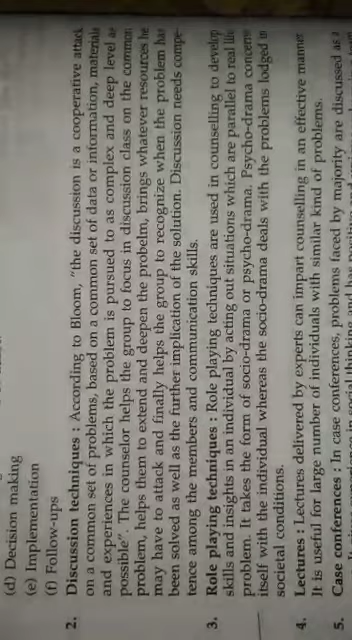 (d) Decision making
(e) Implementation
(f) Follow-ups
2. Discussion techniques : According to Bloom, "the discussion is a cooperative attack
on a common set of problems, based on a common set of data or information, materials
and experiences in which the problem is pursued to as complex and deep level as
possible". The counselor helps the group to focus in discussion class on the common
problem, helps them to extend and deepen the probelm, brings whatever resources he
may have to attack and finally helps the group to recognize when the problem has
been solved as well as the further implication of the solution. Discussion needs compe-
tence among the members and communication skills.
3. Role playing techniques : Role playing techniques are used in counselling to develop
skills and insights in an individual by acting out situations which are parallel to real life
problem. It takes the form of socio-drama or psycho-drama. Psycho-drama concerns
itself with the individual whereas the socio-drama deals with the problems lodged in
societal conditions.
4. Lectures : Lectures delivered by experts can impart counselling in an effective manner
It is useful for large number of individuals with similar kind of problems.
5. Case conferences : In case conferences, problems faced by majority are discussed as a